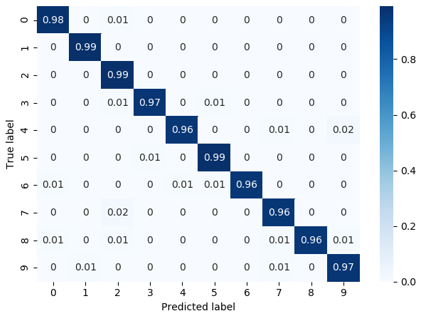 0 0.98 0 0.01 0 0 0 0 0 0 0
1 0 0.99 0 0 0 0 0 0 0 0
2 0 0 0.99 0 0 0 0 0 0 0
3 0 0 0.01 0.97 0 0.01 0 0 0 0
4 0 0 0 0 0.96 0 0 0.01 0 0.02
5 0 0 0 0.01 0 0.99 0 0 0 0
6 0.01 0 0 0 0.01 0.01 0.96 0 0 0
7 0 0 0.02 0 0 0 0 0.96 0 0
8 0.01 0 0.01 0 0 0 0 0.01 0.96 0.01
9 0 0.01 0 0 0 0 0 0.01 0 0.97
0 1 2 3 4 5 6 7 8 9
Predicted label
True label
0.8
0.6
0.4
0.2
0.0